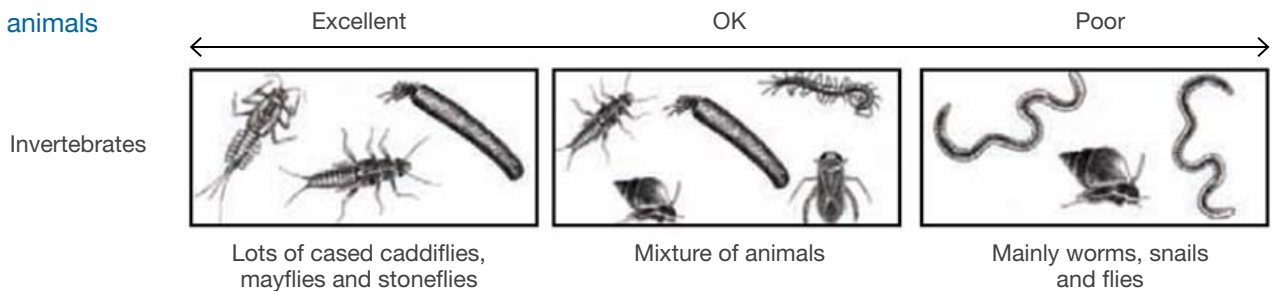 animals
Excellent
OK
Poor
Invertebrates
Lots of cased caddiflies,
mayflies and stoneflies
Mixture of animals
Mainly worms, snails
and flies